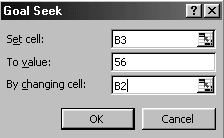 Goal Seek ? ×
Set cell: B3
To value: 56
By changing cell: B2
OK Cancel